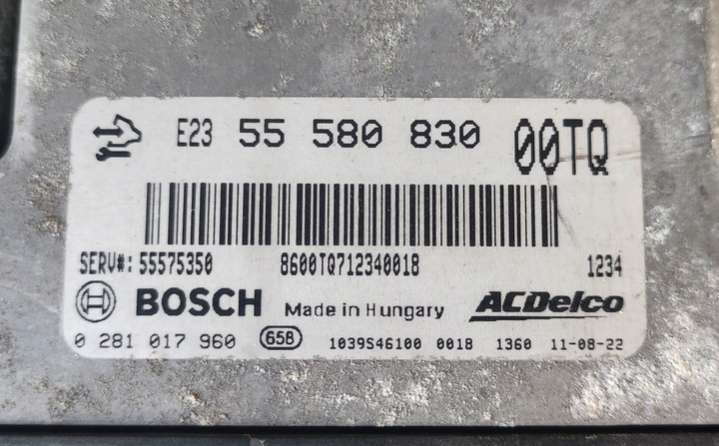 E23 55 580 830 00TQ
SERV#: 55575350 8600TQ712340018 1234
BOSCH Made in Hungary ACDelco
0 281 017 960 658 1039S46100 0018 1360 11-08-22